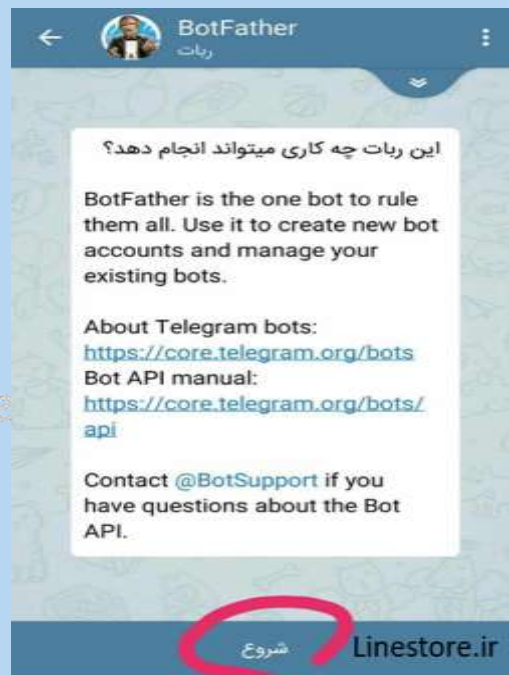 BotFather
ربات
این ربات چه کاری میتواند انجام دهد؟
BotFather is the one bot to rule
them all. Use it to create new bot
accounts and manage your
existing bots.
About Telegram bots:
https://core.telegram.org/bots
Bot API manual:
https://core.telegram.org/bots/
api
Contact @BotSupport if you
have questions about the Bot
API.
شروع
Linestore.ir